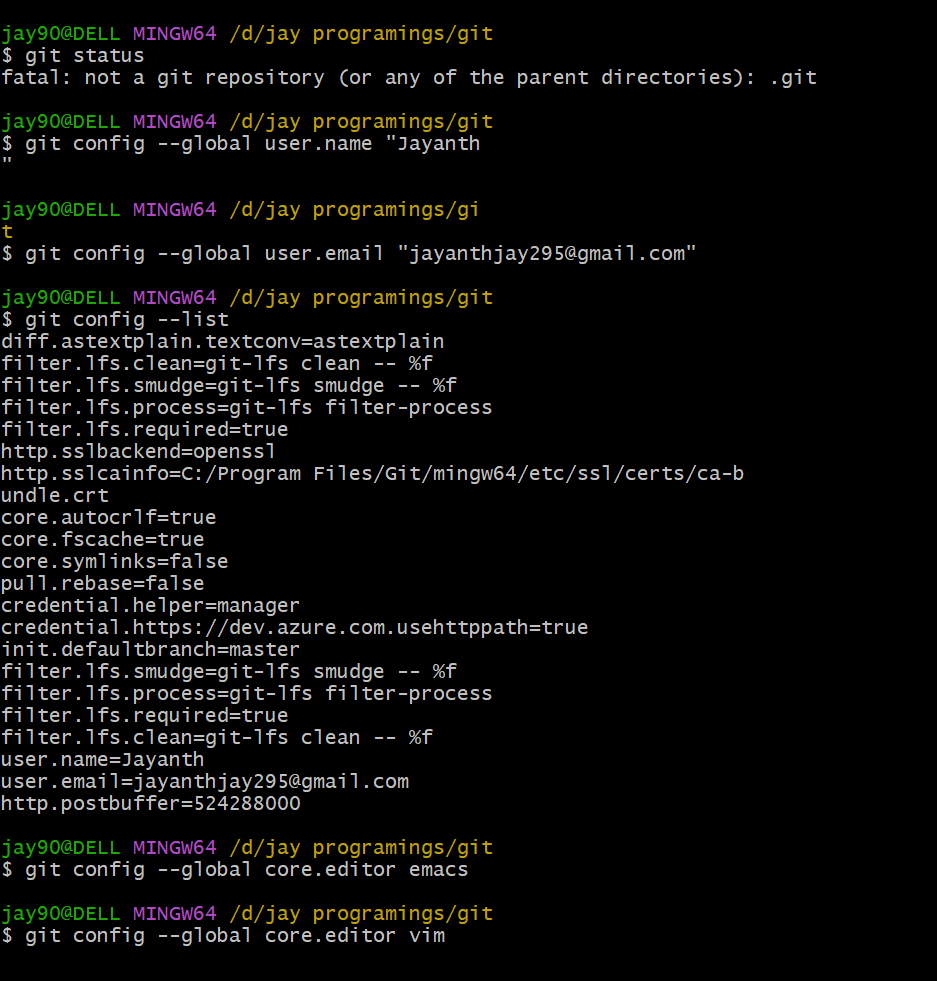 jay90@DELL MINGW64 /d/jay programings/git
$ git status
fatal: not a git repository (or any of the parent directories): .git
jay90@DELL MINGW64 /d/jay programings/git
$ git config --global user.name "Jayanth
"
jay90@DELL MINGW64 /d/jay programings/gi
t
$ git config --global user.email "jayanthjay295@gmail.com"
jay90@DELL MINGW64 /d/jay programings/git
$ git config --list
diff.astextplain.textconv=astextplain
filter.lfs.clean=git-lfs clean -- %f
filter.lfs.smudge=git-lfs smudge -- %f
filter.lfs.process=git-lfs filter-process
filter.lfs.required=true
http.sslbackend=openssl
http.sslcainfo=C:/Program Files/Git/mingw64/etc/ssl/certs/ca-b
undle.crt
core.autocrlf=true
core.fscache=true
core.symlinks=false
pull.rebase=false
credential.helper=manager
credential.https://dev.azure.com.usehttppath=true
init.defaultbranch=master
filter.lfs.smudge=git-lfs smudge -- %f
filter.lfs.process=git-lfs filter-process
filter.lfs.required=true
filter.lfs.clean=git-lfs clean -- %f
user.name=Jayanth
user.email=jayanthjay295@gmail.com
http.postbuffer=524288000
jay90@DELL MINGW64 /d/jay programings/git
$ git config --global core.editor emacs
jay90@DELL MINGW64 /d/jay programings/git
$ git config --global core.editor vim